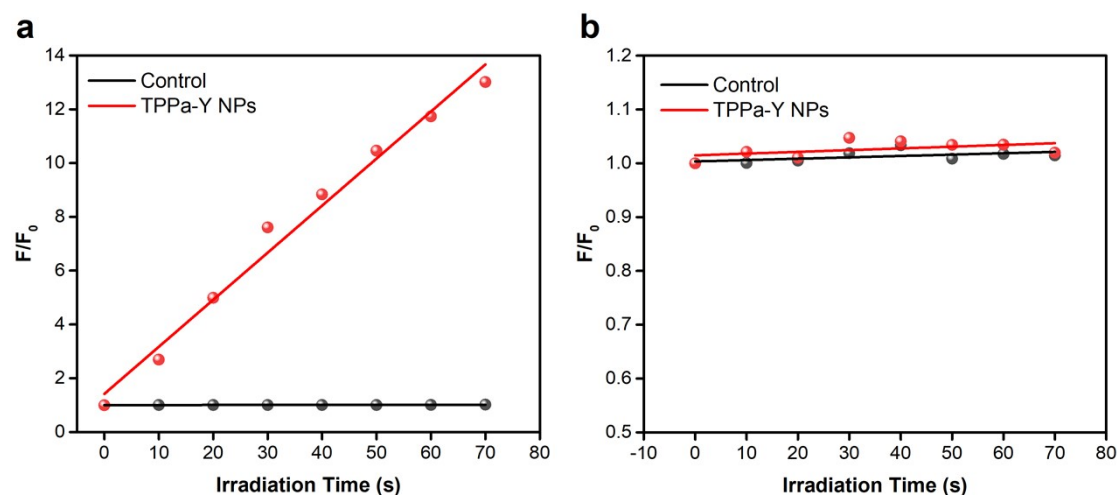 a
14
12
10
8
6
4
2
0
F/F0
Control
TPPa-Y NPs
0 10 20 30 40 50 60 70 80
Irradiation Time (s)
b
1.2
1.1
1.0
0.9
0.8
0.7
0.6
0.5
F/F0
Control
TPPa-Y NPs
-10 0 10 20 30 40 50 60 70 80
Irradiation Time (s)